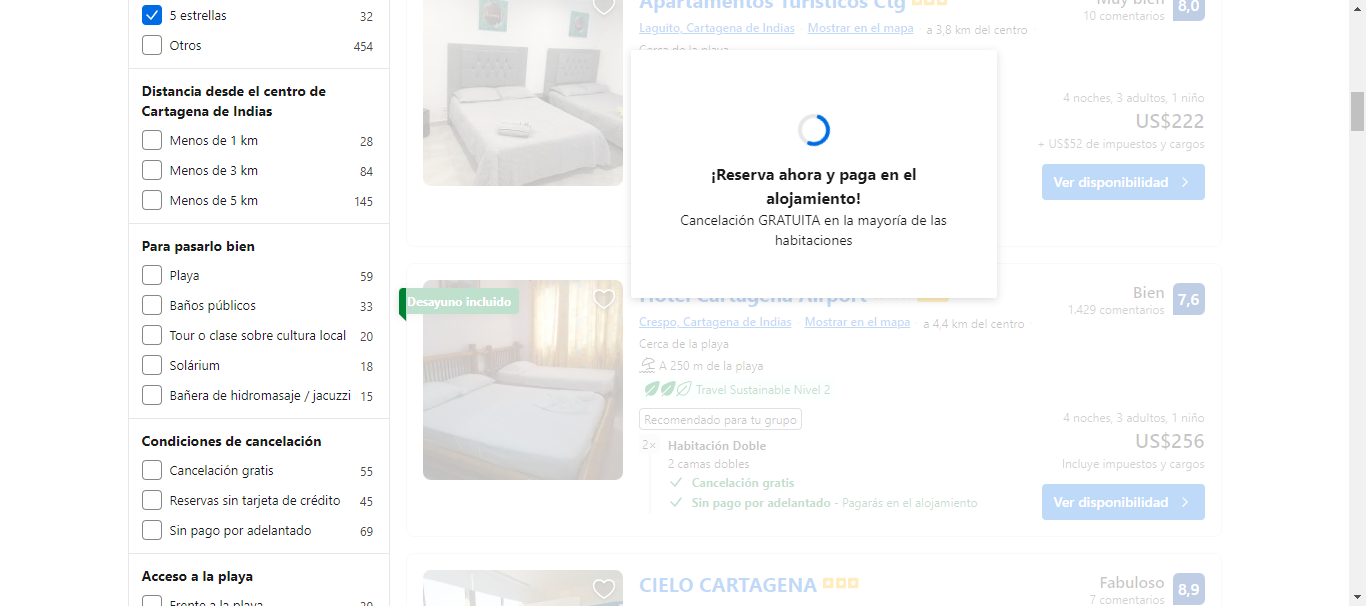 5 estrellas 32
Otros 454
Distancia desde el centro de
Cartagena de Indias
Menos de 1 km 28
Menos de 3 km 84
Menos de 5 km 145
Para pasarlo bien
Playa 59
Baños públicos 33
Tour o clase sobre cultura local 20
Solárium 18
Bañera de hidromasaje / jacuzzi 15
Condiciones de cancelación
Cancelación gratis 55
Reservas sin tarjeta de crédito 45
Sin pago por adelantado 69
Acceso a la playa
Frente a la playa 20
Apartamentos Turisticos Ctg
Muy bien 8,0
10 comentarios
Laguito, Cartagena de Indias Mostrar en el mapa a 3,8 km del centro
Cerca de la playa
4 noches, 3 adultos, 1 niño
US$222
+ US$52 de impuestos y cargos
Ver disponibilidad
¡Reserva ahora y paga en el
alojamiento!
Cancelación GRATUITA en la mayoría de las
habitaciones
Desayuno incluido
Hotel Cartagena Airport
Bien 7,6
1.429 comentarios
Crespo, Cartagena de Indias Mostrar en el mapa a 4,4 km del centro
Cerca de la playa
A 250 m de la playa
Travel Sustainable Nivel 2
Recomendado para tu grupo
2× Habitación Doble
2 camas dobles
Cancelación gratis
Sin pago por adelantado - Pagarás en el alojamiento
4 noches, 3 adultos, 1 niño
US$256
Incluye impuestos y cargos
Ver disponibilidad
CIELO CARTAGENA
Fabuloso 8,9
7 comentarios